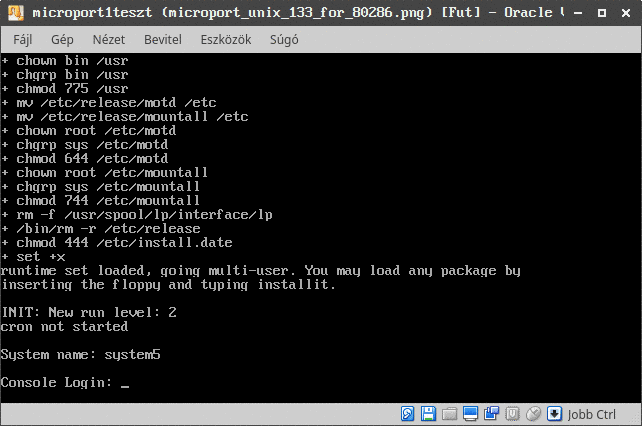 microport1teszt (microport_unix_133_for_80286.png) [Fut] - Oracle
Fájl Gép Nézet Bevitel Eszközök Súgó
+ chown bin /usr
+ chgrp bin /usr
+ chmod 775 /usr
+ mv /etc/release/motd /etc
+ mv /etc/release/mountall /etc
+ chown root /etc/motd
+ chgrp sys /etc/motd
+ chmod 644 /etc/motd
+ chown root /etc/mountall
+ chgrp sys /etc/mountall
+ chmod 744 /etc/mountall
+ rm -f /usr/spool/lp/interface/lp
+ /bin/rm -r /etc/release
+ chmod 444 /etc/install.date
+ set +x
runtime set loaded, going multi-user. You may load any package by
inserting the floppy and typing installit.
INIT: New run level: 2
cron not started
System name: system5
Console Login: _
Jobb Ctrl